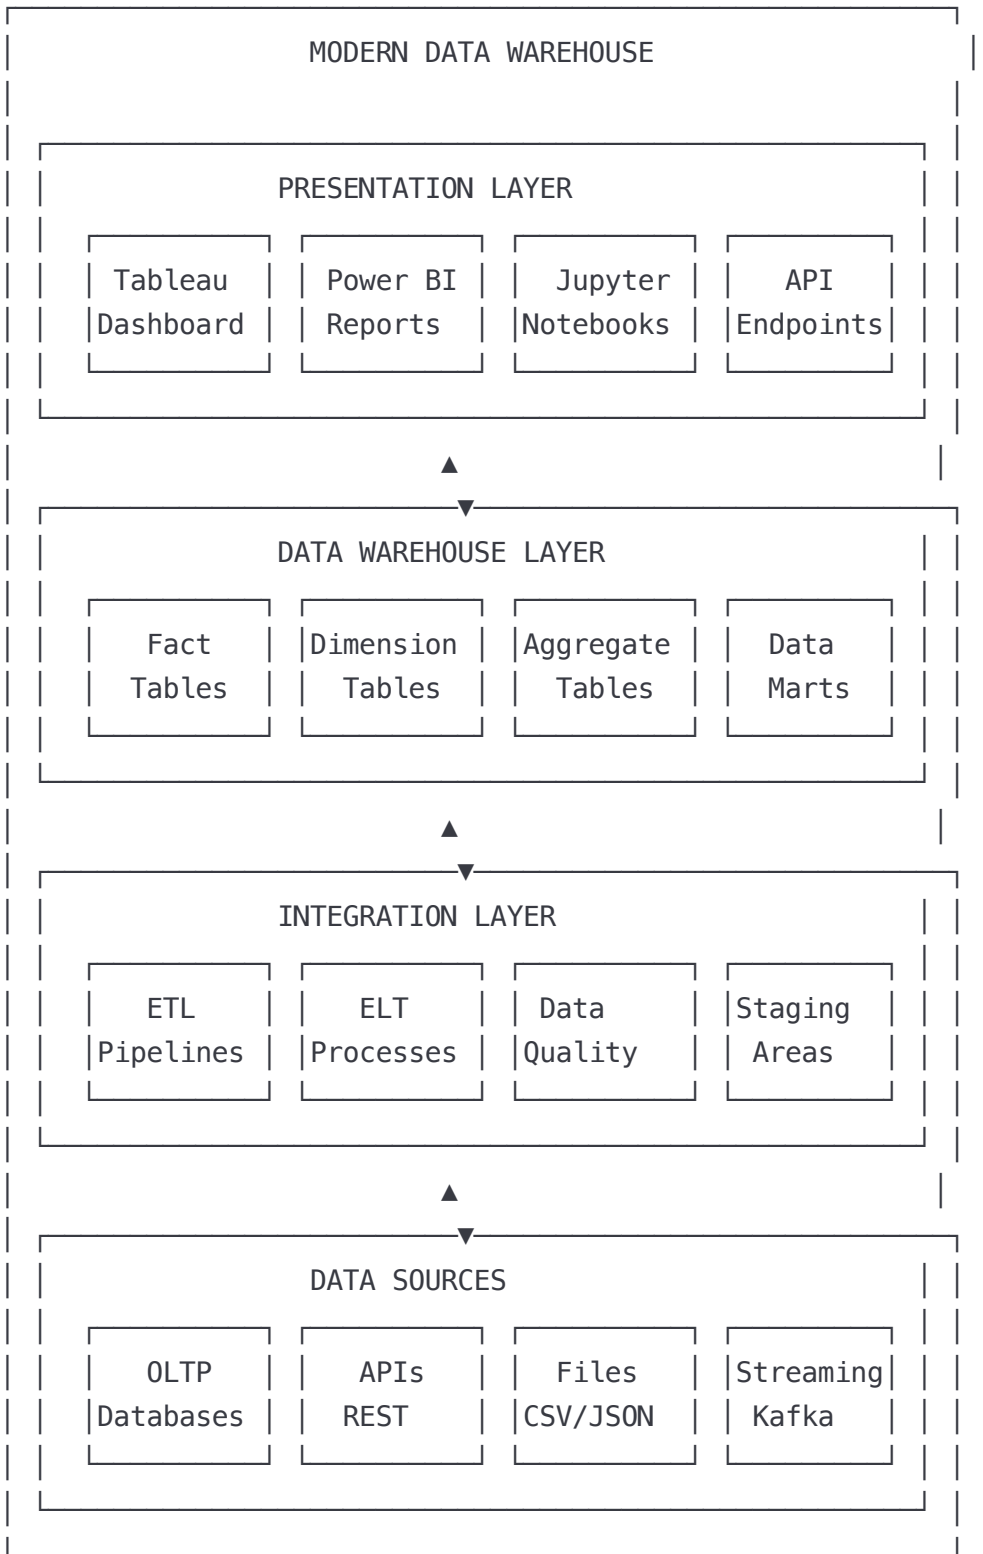 MODERN DATA WAREHOUSE
PRESENTATION LAYER
Tableau Power BI Jupyter API
Dashboard Reports Notebooks Endpoints
DATA WAREHOUSE LAYER
Fact Dimension Aggregate Data
Tables Tables Tables Marts
INTEGRATION LAYER
ETL ELT Data Staging
Pipelines Processes Quality Areas
DATA SOURCES
OLTP APIs Files Streaming
Databases REST CSV/JSON Kafka